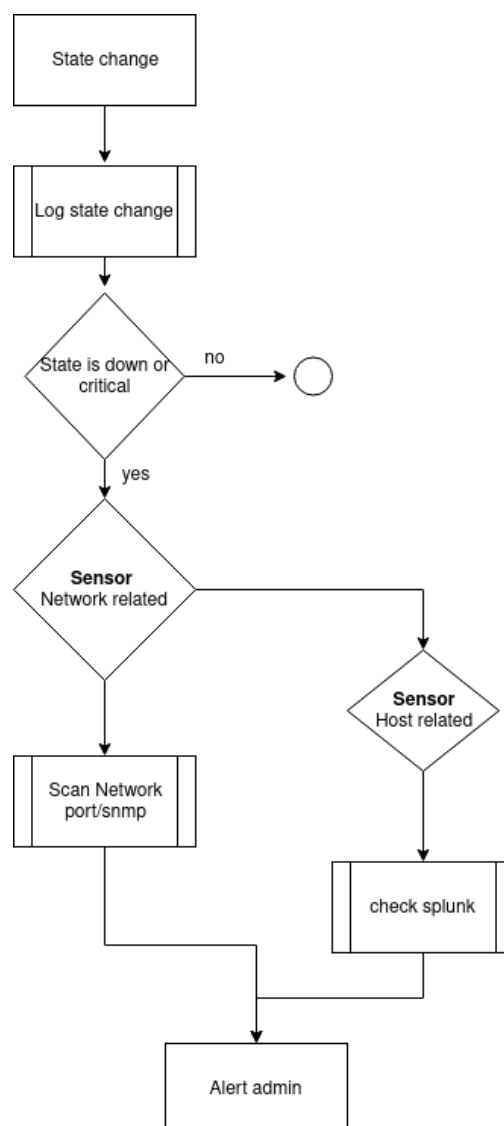 State change
Log state change
State is down or
critical
no
yes
Sensor
Network related
Sensor
Host related
Scan Network
port/snmp
check splunk
Alert admin